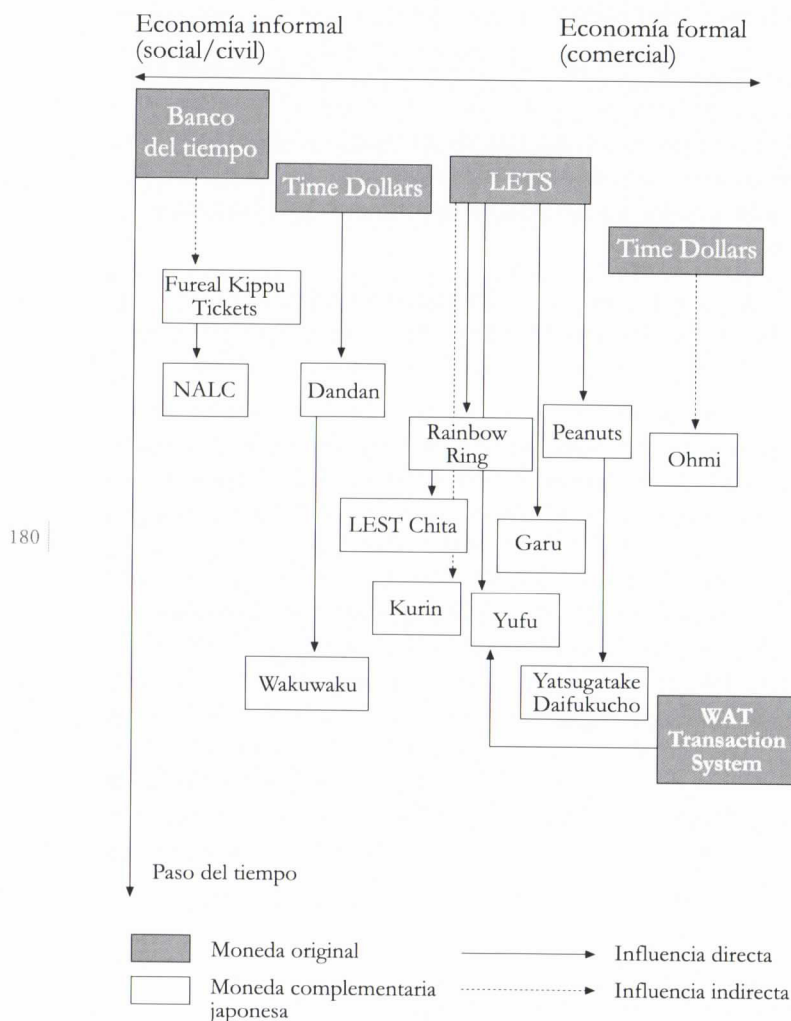 Economía informal
(social/civil)
Economía formal
(comercial)
Banco
del tiempo
Time Dollars
LETS
Time Dollars
Fureal Kippu
Tickets
NALC
Dandan
Rainbow
Ring
Peanuts
Ohmi
LEST Chita
Garu
180
Kurin
Yufu
Wakuwaku
Yatsugatake
Daifukucho
WAT
Transaction
System
Paso del tiempo
Moneda original
Influencia directa
Moneda complementaria
japonesa
Influencia indirecta